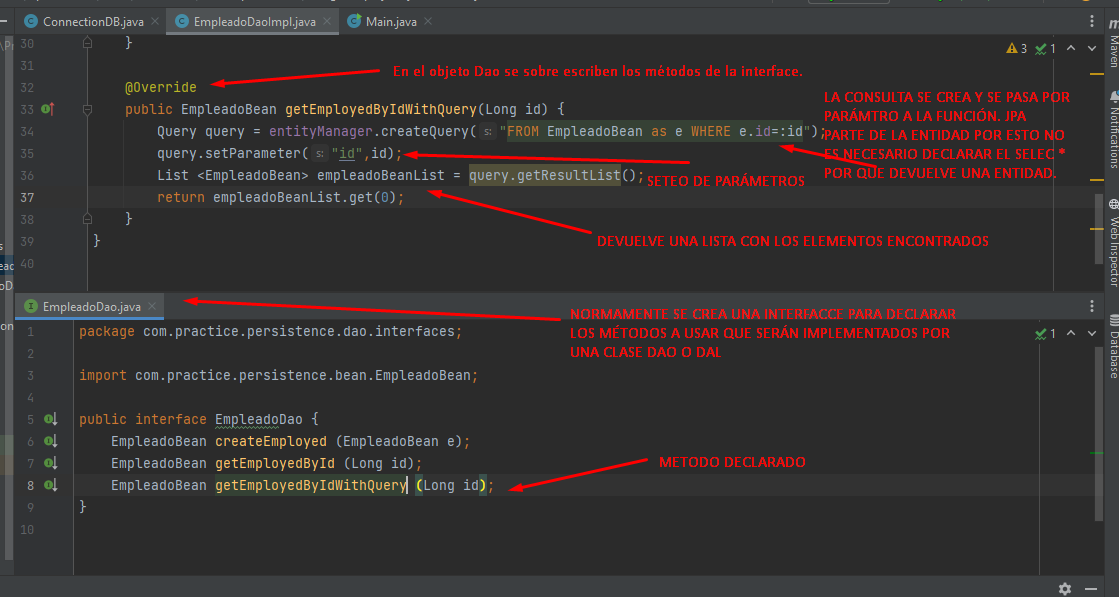 ConnectionDB.java
EmpleadoDaoImpl.java
Main.java
Maven
Notifications
Web Inspector
Database
3
1
30 }
31
En el objeto Dao se sobre escriben los métodos de la interface.
32 @Override
33 public EmpleadoBean getEmployedByIdWithQuery(Long id) {
34 Query query = entityManager.createQuery( s: "FROM EmpleadoBean as e WHERE e.id=:id");
35 query.setParameter( s: "id",id);
36 List <EmpleadoBean> empleadoBeanList = query.getResultList();
37 return empleadoBeanList.get(0);
38 }
39 }
40
LA CONSULTA SE CREA Y SE PASA POR
PARÁMTRO A LA FUNCIÓN. JPA
PARTE DE LA ENTIDAD POR ESTO NO
ES NECESARIO DECLARAR EL SELEC *
POR QUE DEVUELVE UNA ENTIDAD.
SETEO DE PARÁMETROS
DEVUELVE UNA LISTA CON LOS ELEMENTOS ENCONTRADOS
EmpleadoDao.java
NORMAMENTE SE CREA UNA INTERFACCE PARA DECLARAR
LOS MÉTODOS A USAR QUE SERÁN IMPLEMENTADOS POR
UNA CLASE DAO O DAL
1
1 package com.practice.persistence.dao.interfaces;
2
3 import com.practice.persistence.bean.EmpleadoBean;
4
5 public interface EmpleadoDao {
6 EmpleadoBean createEmployed (EmpleadoBean e);
7 EmpleadoBean getEmployedById (Long id);
8 EmpleadoBean getEmployedByIdWithQuery (Long id);
9 }
10
METODO DECLARADO